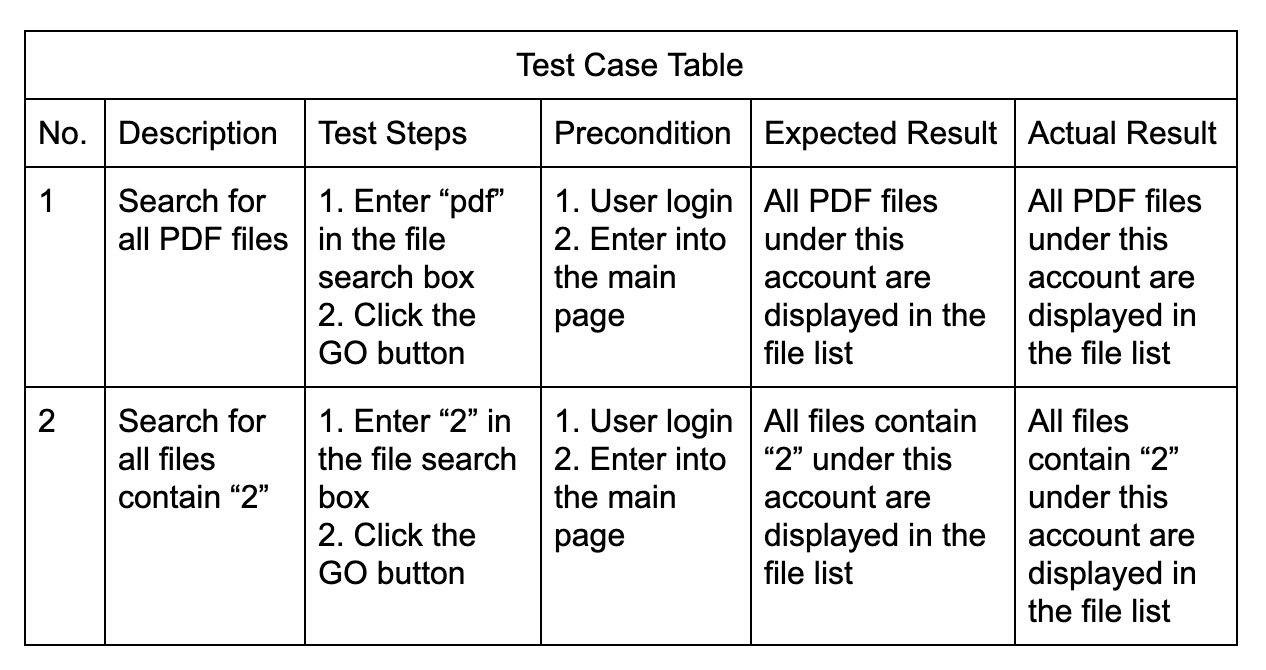 Test Case Table
No.
Description
Test Steps
Precondition
Expected Result
Actual Result
1
Search for
all PDF files
1. Enter “pdf”
in the file
search box
2. Click the
GO button
1. User login
2. Enter into
the main
page
All PDF files
under this
account are
displayed in the
file list
All PDF files
under this
account are
displayed in
the file list
2
Search for
all files
contain “2”
1. Enter “2” in
the file search
box
2. Click the
GO button
1. User login
2. Enter into
the main
page
All files contain
“2” under this
account are
displayed in the
file list
All files
contain “2”
under this
account are
displayed in
the file list